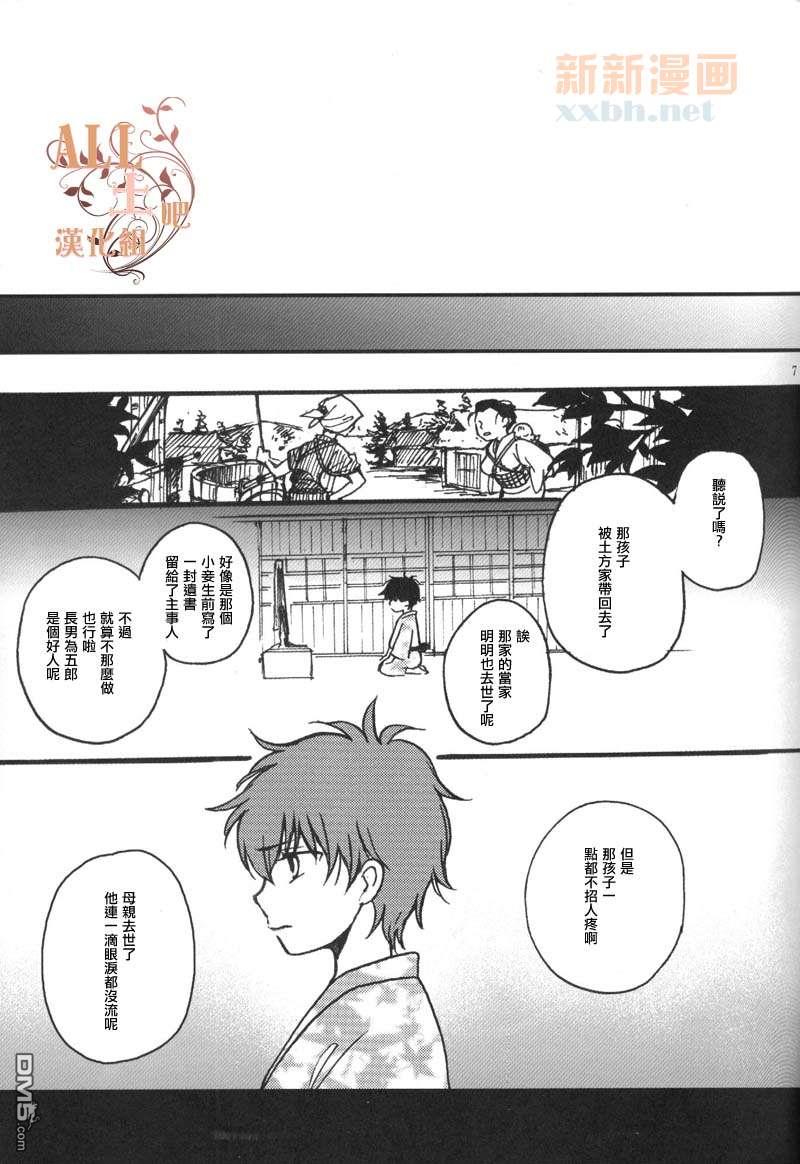 新新漫画
xxbh.net
ALL
土
吧
漢化組
7
聽説了嗎？
那孩子
被土方家帶回去了
誒
那家的當家
明明也去世了呢
好像是那個
小妾生前寫了
一封遺書
留給了主事人
不過
就算不那麼做
也行啦
長男為五郎
是個好人呢
但是
那孩子一
點都不招人疼啊
母親去世了
他連一滴眼淚都沒流呢
DM5.com